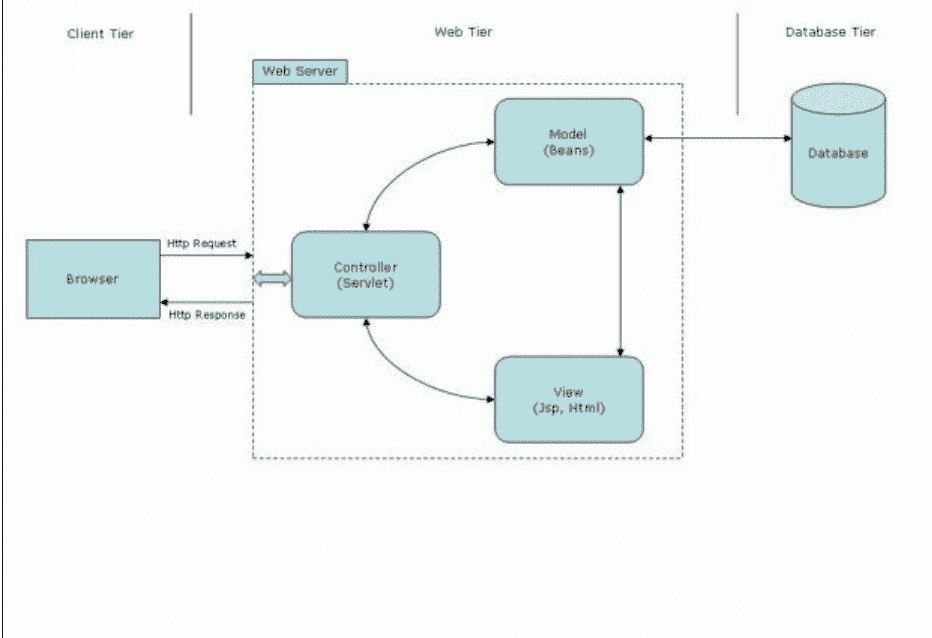 Client Tier
Web Tier
Database Tier
Web Server
Model
(Beans)
Database
Http Request
Browser
Controller
(Servlet)
Http Response
View
(Jsp, Html)